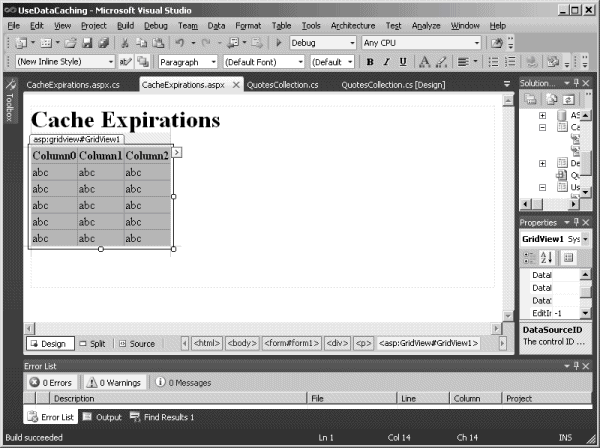 UseDataCaching - Microsoft Visual Studio
File Edit View Project Build Debug Team Data Format Table Tools Architecture Test Analyze Window Help
Debug Any CPU
(New Inline Style) Paragraph (Default Font) (Default B I U A
Toolbox
CacheExpirations.aspx.cs CacheExpirations.aspx QuotesCollection.cs QuotesCollection.cs [Design]
Cache Expirations
asp:gridview#GridView1
Column0 Column1 Column2
abc abc abc
abc abc abc
abc abc abc
abc abc abc
abc abc abc
Solution...
AS
Ca
De
Qu
Us
Properties
GridView1 Sys
DataI
DataI
DataS
EditIr -1
DataSourceID
The control ID ...
Design Split Source <html> <body> <form#form1> <div> <p> <asp:GridView#GridView1>
Error List
0 Errors 0 Warnings 0 Messages
Description File Line Column Project
Error List Output Find Results 1
Build succeeded Ln 1 Col 14 Ch 14 INS